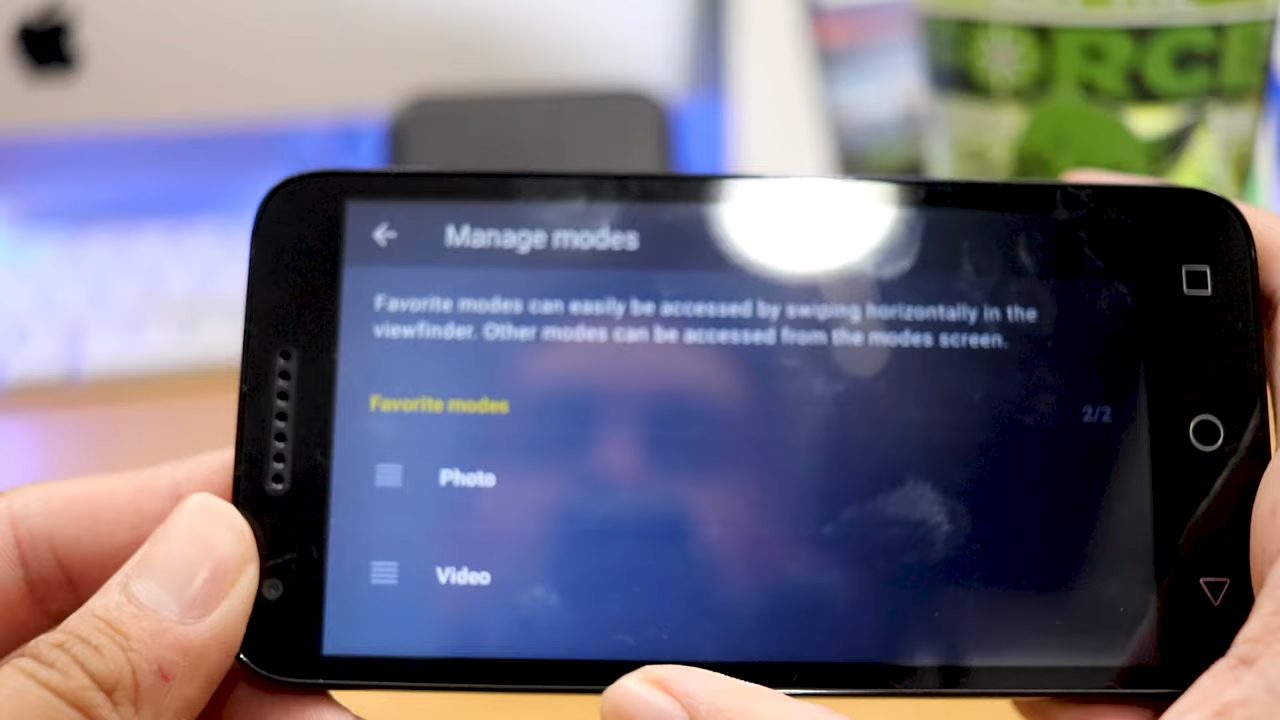 ORCE
Manage modes
Favorite modes can easily be accessed by swiping horizontally in the
viewfinder. Other modes can be accessed from the modes screen.
Favorite modes
2/2
Photo
Video